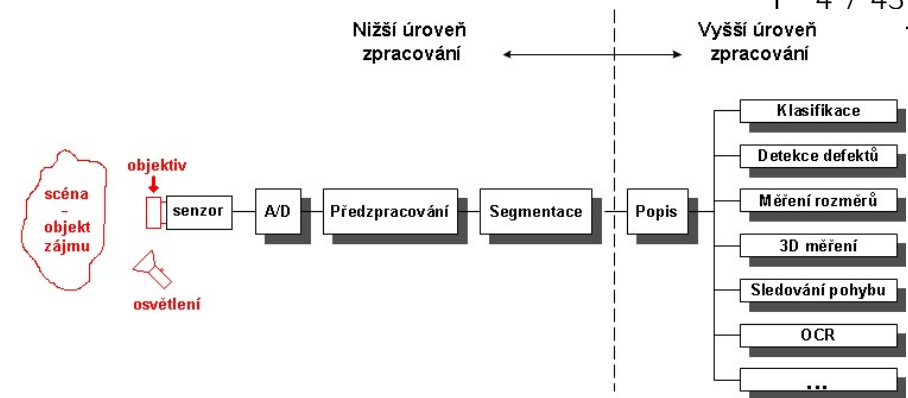 Nižší úroveň
zpracování
Vyšší úroveň
zpracování
scéna
–
objekt
zájmu
objektiv
osvětlení
senzor
A/D
Předzpracování
Segmentace
Popis
Klasifikace
Detekce defektů
Měření rozměrů
3D měření
Sledování pohybu
OCR
...